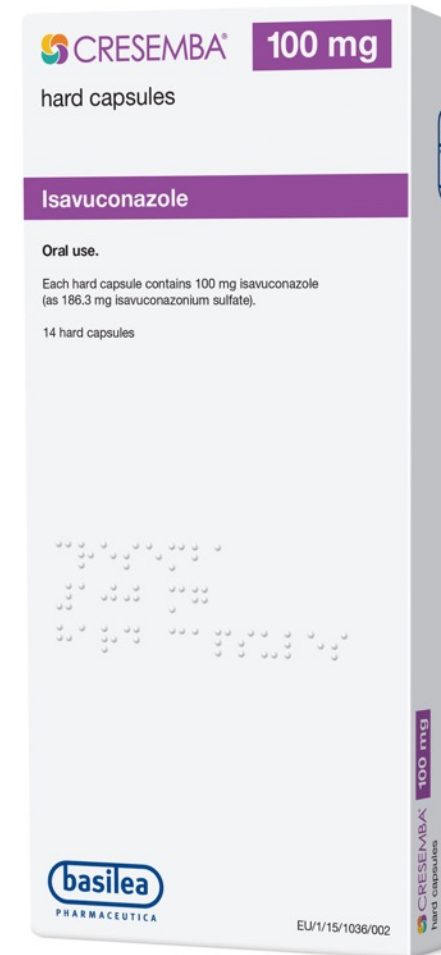 CRESEMBA® 100 mg
hard capsules
Isavuconazole
Oral use.
Each hard capsule contains 100 mg isavuconazole
(as 186.3 mg isavuconazonium sulfate).
14 hard capsules
basilea
PHARMACEUTICA
EU/1/15/1036/002
CRESEMBA® 100 mg
hard capsules